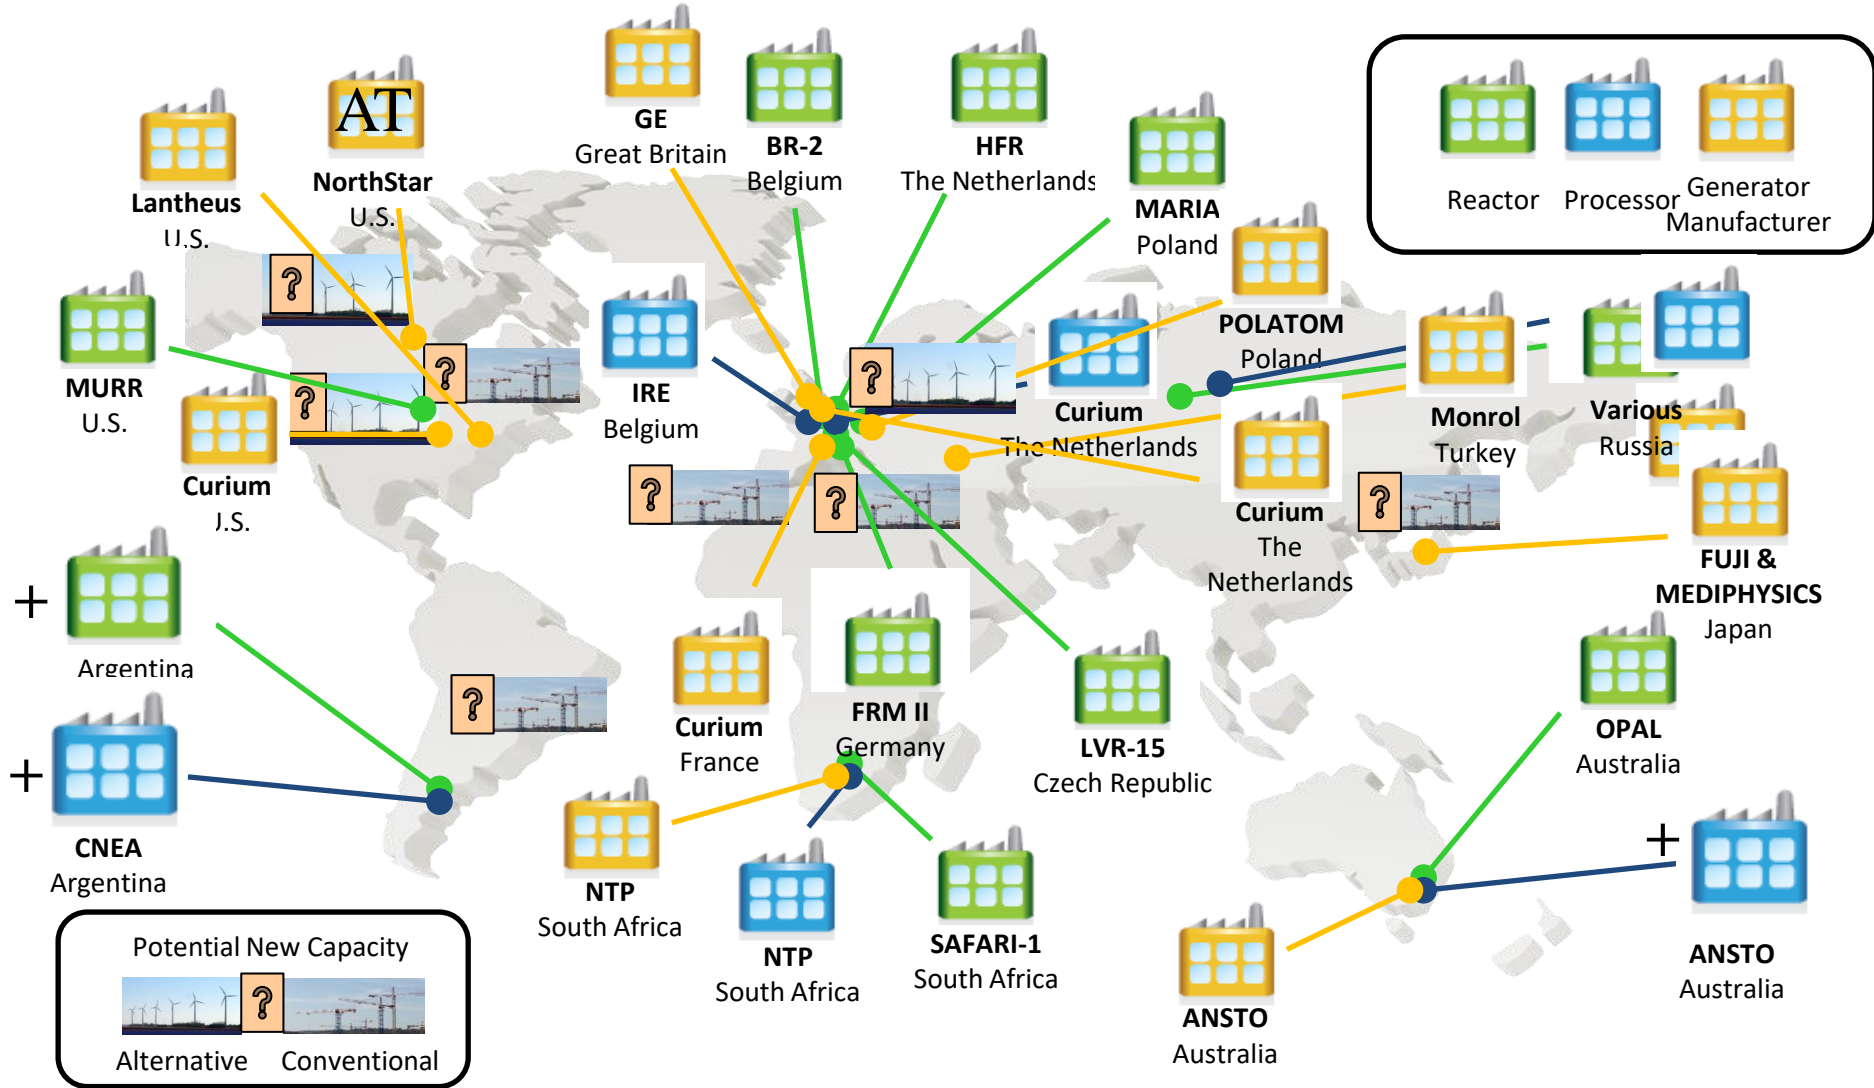 GE
Great Britain
BR-2
Belgium
HFR
The Netherlands
MARIA
Poland
AT
NorthStar
U.S.
Lantheus
U.S.
Reactor
Processor
Generator
Manufacturer
MURR
U.S.
?
?
?
Curium
U.S.
IRE
Belgium
?
Curium
The Netherlands
POLATOM
Poland
Monrol
Turkey
Various
Russia
?
?
?
Curium
The
Netherlands
FUJI &
MEDIPHYSICS
Japan
+
Argentina
+
CNEA
Argentina
?
Curium
France
FRM II
Germany
LVR-15
Czech Republic
OPAL
Australia
NTP
South Africa
NTP
South Africa
SAFARI-1
South Africa
+
ANSTO
Australia
ANSTO
Australia
Potential New Capacity
?
Alternative
Conventional